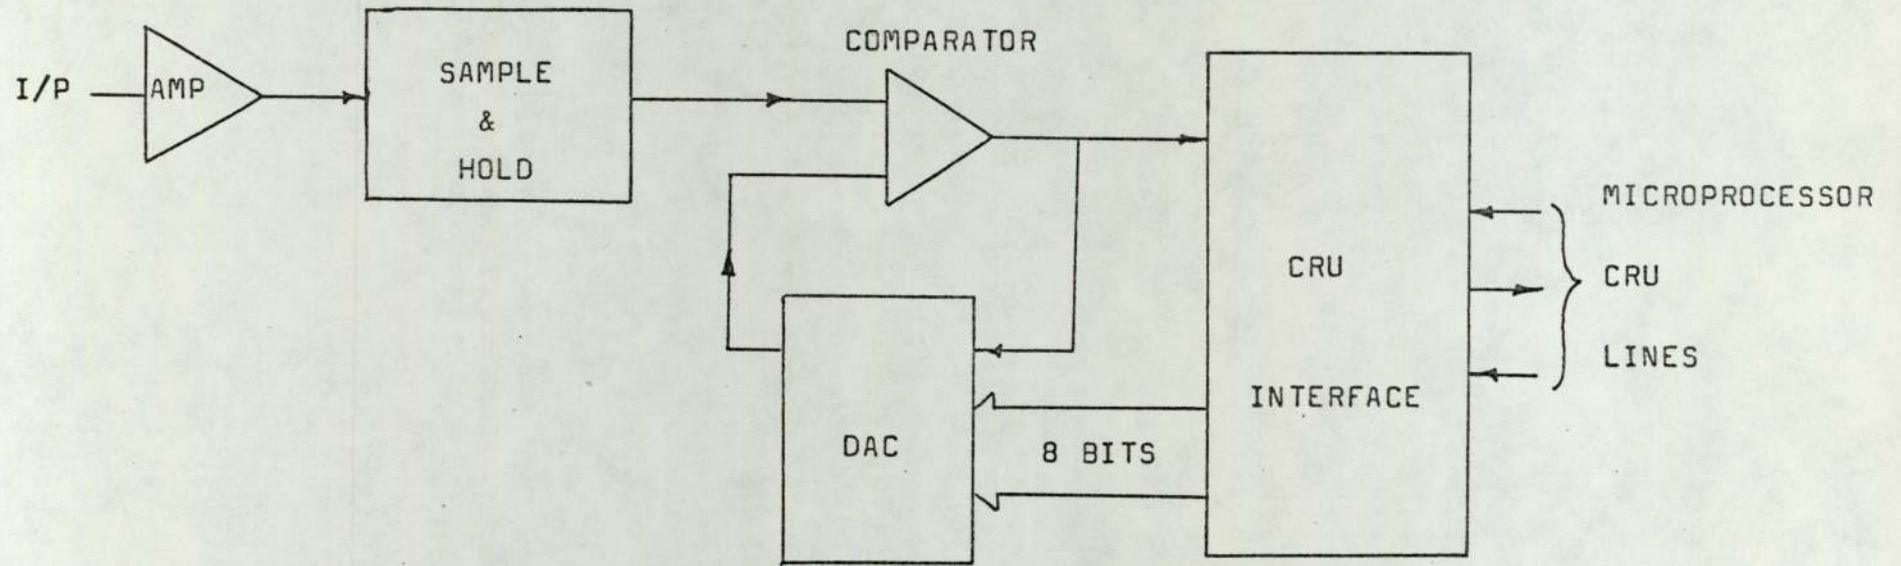 I/P
AMP
SAMPLE
&
HOLD
COMPARATOR
CRU
INTERFACE
MICROPROCESSOR
CRU
LINES
DAC
8 BITS